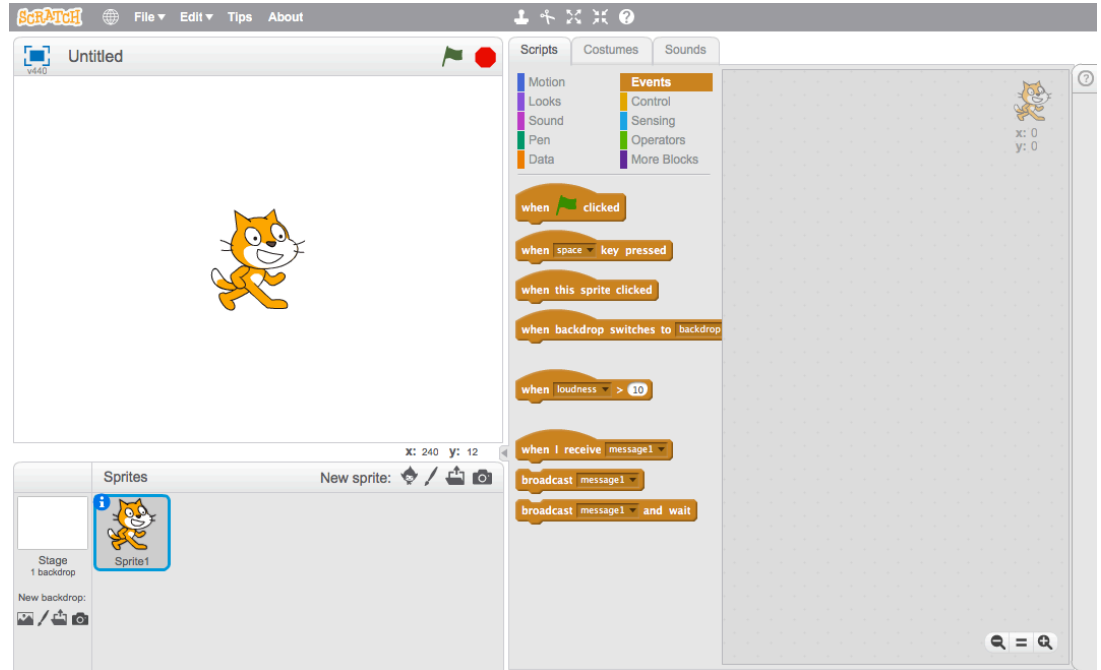 SCRATCH File▼ Edit▼ Tips About
v440 Untitled
Scripts Costumes Sounds
Motion Events
Looks Control
Sound Sensing
Pen Operators
Data More Blocks
x: 0
y: 0
when clicked
when space key pressed
when this sprite clicked
when backdrop switches to backdrop
when loudness > 10
when I receive message1
broadcast message1
broadcast message1 and wait
x: 240 y: 12
Sprites New sprite:
Stage
1 backdrop
New backdrop:
Sprite1